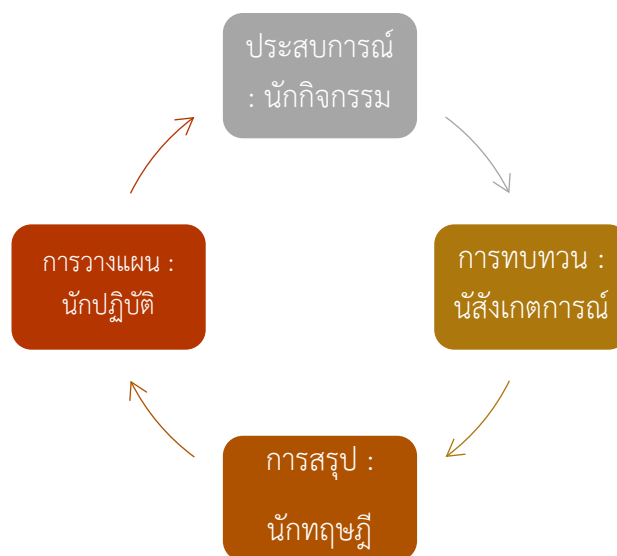 ประสบการณ์
: นักกิจกรรม
การทบทวน :
นัสังเกตการณ์
การสรุป :
นักทฤษฎี
การวางแผน :
นักปฏิบัติ